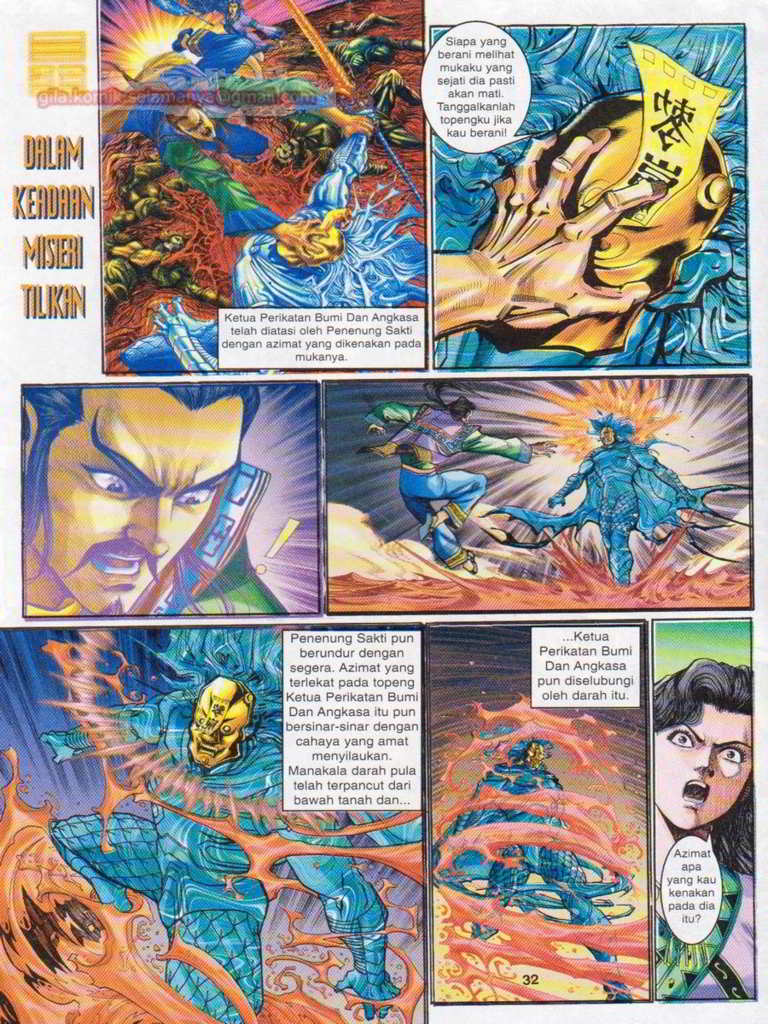 gila.komik-selamanya@gmail.com
DALAM
KEADAAN
MISTERI
TILIKAN
Ketua Perikatan Bumi Dan Angkasa
telah diatasi oleh Penenung Sakti
dengan azimat yang dikenakan pada
mukanya.
Siapa yang
berani melihat
mukaku yang
sejati dia pasti
akan mati.
Tanggalkanlah
topengku jika
kau berani!
!
Penenung Sakti pun
berundur dengan
segera. Azimat yang
terlekat pada topeng
Ketua Perikatan Bumi
Dan Angkasa itu pun
bersinar-sinar dengan
cahaya yang amat
menyilaukan.
Manakala darah pula
telah terpancut dari
bawah tanah dan...
...Ketua
Perikatan Bumi
Dan Angkasa
pun diselubungi
oleh darah itu.
Azimat
apa
yang kau
kenakan
pada dia
itu?
32